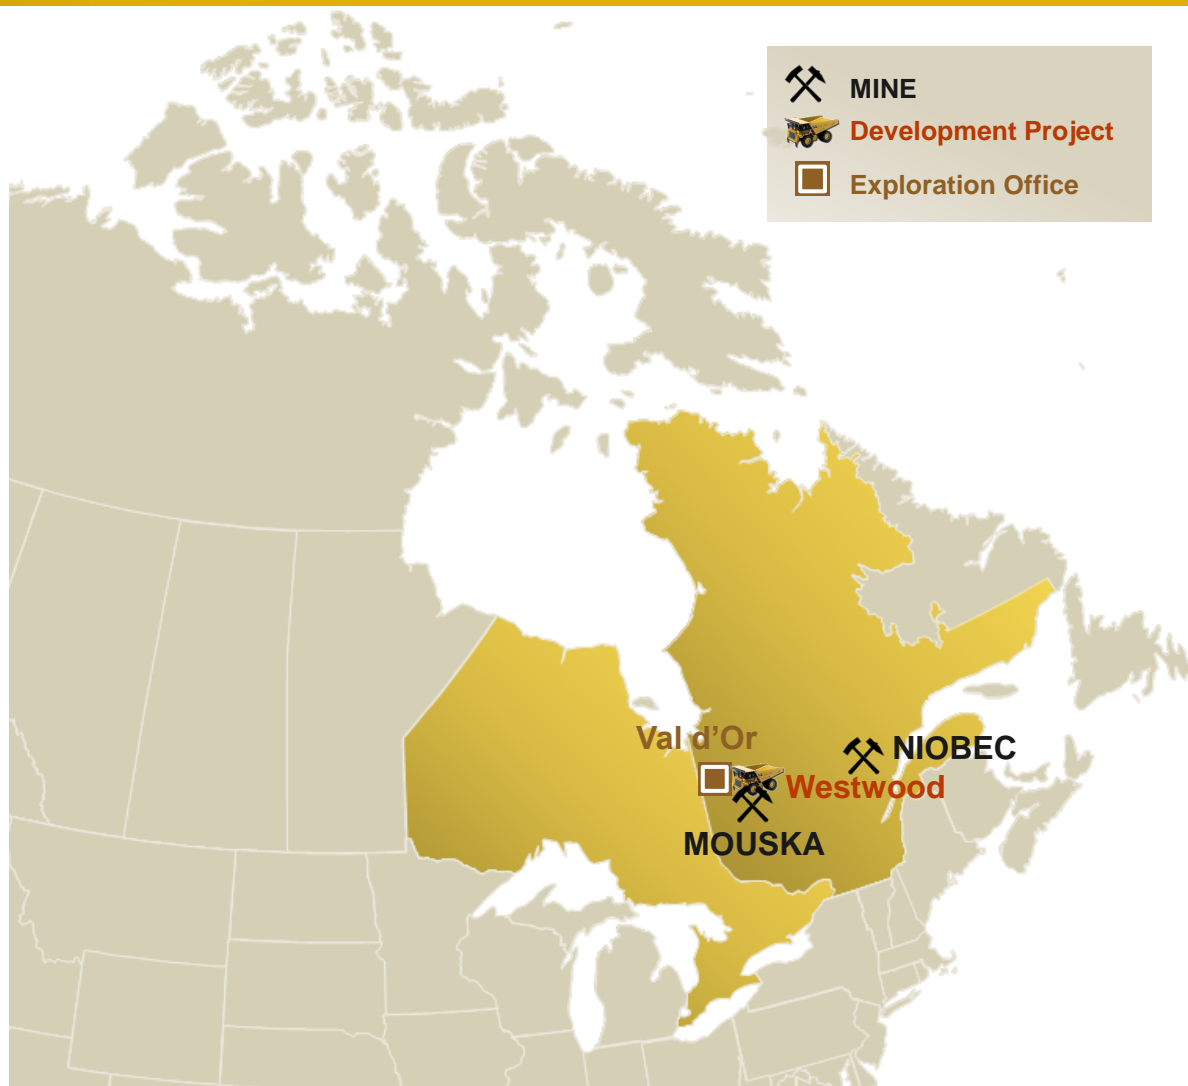 MINE
Development Project
Exploration Office
Val d’Or
NIOBEC
Westwood
MOUSKA